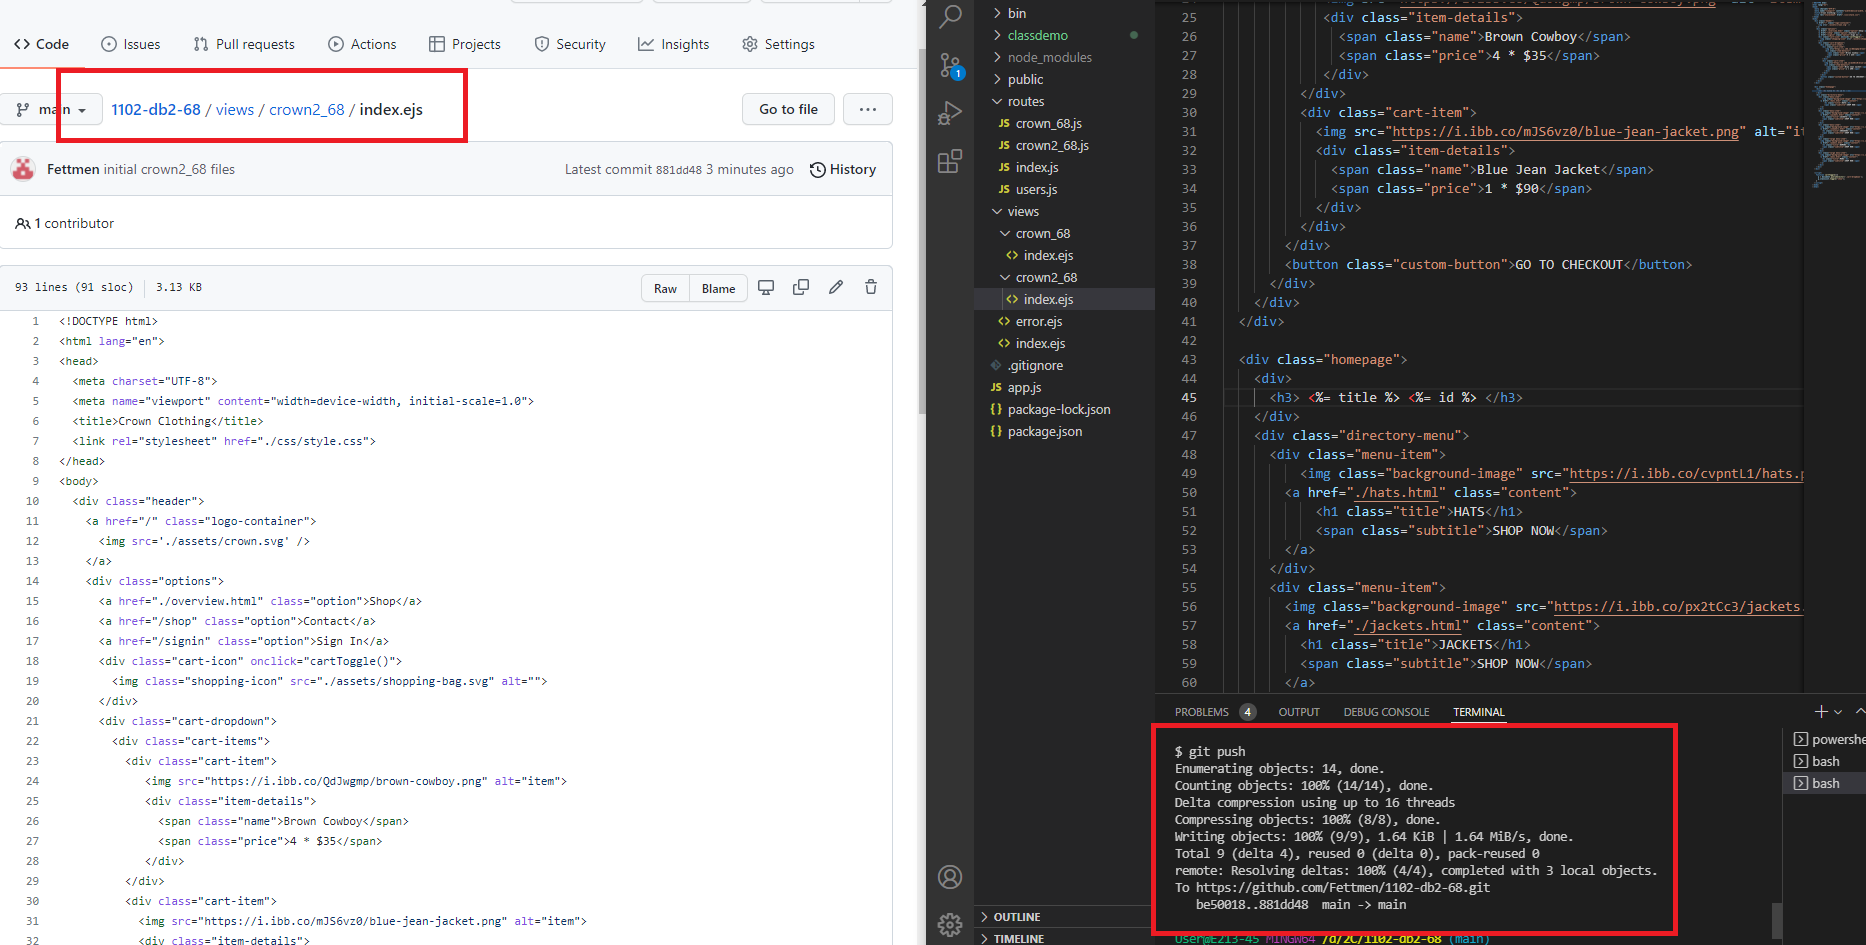 Code Issues Pull requests Actions Projects Security Insights Settings
main 1102-db2-68 / views / crown2_68 / index.ejs Go to file ...
Fettmen initial crown2_68 files Latest commit 881dd48 3 minutes ago History
1 contributor
93 lines (91 sloc) 3.13 KB Raw Blame
1 <!DOCTYPE html>
2 <html lang="en">
3 <head>
4 <meta charset="UTF-8">
5 <meta name="viewport" content="width=device-width, initial-scale=1.0">
6 <title>Crown Clothing</title>
7 <link rel="stylesheet" href="./css/style.css">
8 </head>
9 <body>
10 <div class="header">
11 <a href="/" class="logo-container">
12 <img src='./assets/crown.svg' />
13 </a>
14 <div class="options">
15 <a href="./overview.html" class="option">Shop</a>
16 <a href="/shop" class="option">Contact</a>
17 <a href="/signin" class="option">Sign In</a>
18 <div class="cart-icon" onclick="cartToggle()">
19 <img class="shopping-icon" src="./assets/shopping-bag.svg" alt="">
20 </div>
21 <div class="cart-dropdown">
22 <div class="cart-items">
23 <div class="cart-item">
24 <img src="https://i.ibb.co/QdJwgmp/brown-cowboy.png" alt="item">
25 <div class="item-details">
26 <span class="name">Brown Cowboy</span>
27 <span class="price">4 * $35</span>
28 </div>
29 </div>
30 <div class="cart-item">
31 <img src="https://i.ibb.co/mJS6vz0/blue-jean-jacket.png" alt="item">
32 <div class="item-details">
1
bin
classdemo
node_modules
public
routes
JS crown_68.js
JS crown2_68.js
JS index.js
JS users.js
views
crown_68
<> index.ejs
crown2_68
<> index.ejs
<> error.ejs
<> index.ejs
.gitignore
JS app.js
{} package-lock.json
{} package.json
OUTLINE
TIMELINE
25 <div class="item-details">
26 <span class="name">Brown Cowboy</span>
27 <span class="price">4 * $35</span>
28 </div>
29 </div>
30 <div class="cart-item">
31 <img src="https://i.ibb.co/mJS6vz0/blue-jean-jacket.png" alt="it
32 <div class="item-details">
33 <span class="name">Blue Jean Jacket</span>
34 <span class="price">1 * $90</span>
35 </div>
36 </div>
37 </div>
38 <button class="custom-button">GO TO CHECKOUT</button>
39 </div>
40 </div>
41 </div>
42
43 <div class="homepage">
44 <div>
45 <h3> <%= title %> <%= id %> </h3>
46 </div>
47 <div class="directory-menu">
48 <div class="menu-item">
49 <img class="background-image" src="https://i.ibb.co/cvpntL1/hats.p
50 <a href="./hats.html" class="content">
51 <h1 class="title">HATS</h1>
52 <span class="subtitle">SHOP NOW</span>
53 </a>
54 </div>
55 <div class="menu-item">
56 <img class="background-image" src="https://i.ibb.co/px2tCc3/jackets.
57 <a href="./jackets.html" class="content">
58 <h1 class="title">JACKETS</h1>
59 <span class="subtitle">SHOP NOW</span>
60 </a>
PROBLEMS 4 OUTPUT DEBUG CONSOLE TERMINAL
$ git push
Enumerating objects: 14, done.
Counting objects: 100% (14/14), done.
Delta compression using up to 16 threads
Compressing objects: 100% (8/8), done.
Writing objects: 100% (9/9), 1.64 KiB | 1.64 MiB/s, done.
Total 9 (delta 4), reused 0 (delta 0), pack-reused 0
remote: Resolving deltas: 100% (4/4), completed with 3 local objects.
To https://github.com/Fettmen/1102-db2-68.git
be50018..881dd48 main -> main
User@E213-45 MINGW64 /d/2C/1102-db2-68 (main)
powershe
bash
bash